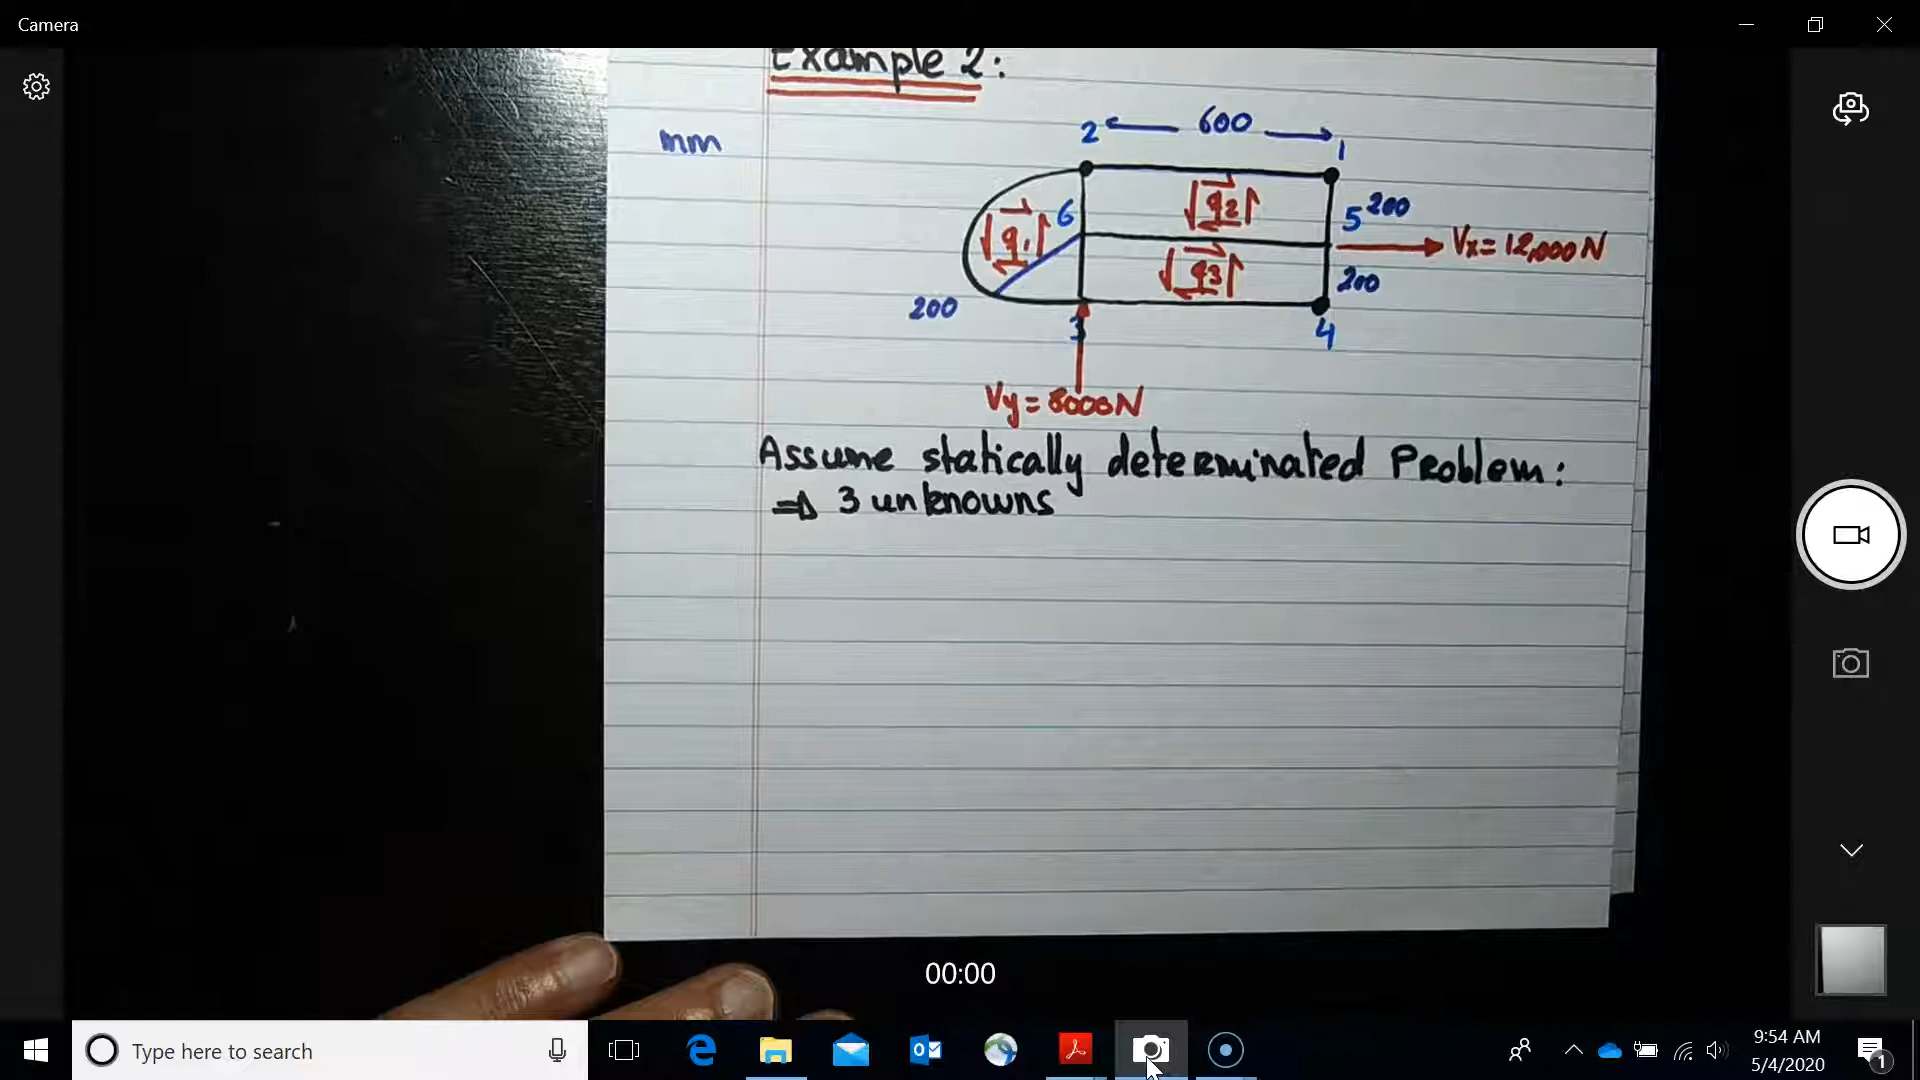 Camera
Example 2:
mm
2 600 1
6 q2 5 200
q1 Vx = 12,000 N
q3 200
200
3 4
Vy = 8000 N
Assume statically determinated Problem:
⇒ 3 unknowns
00:00
Type here to search
9:54 AM
5/4/2020
1